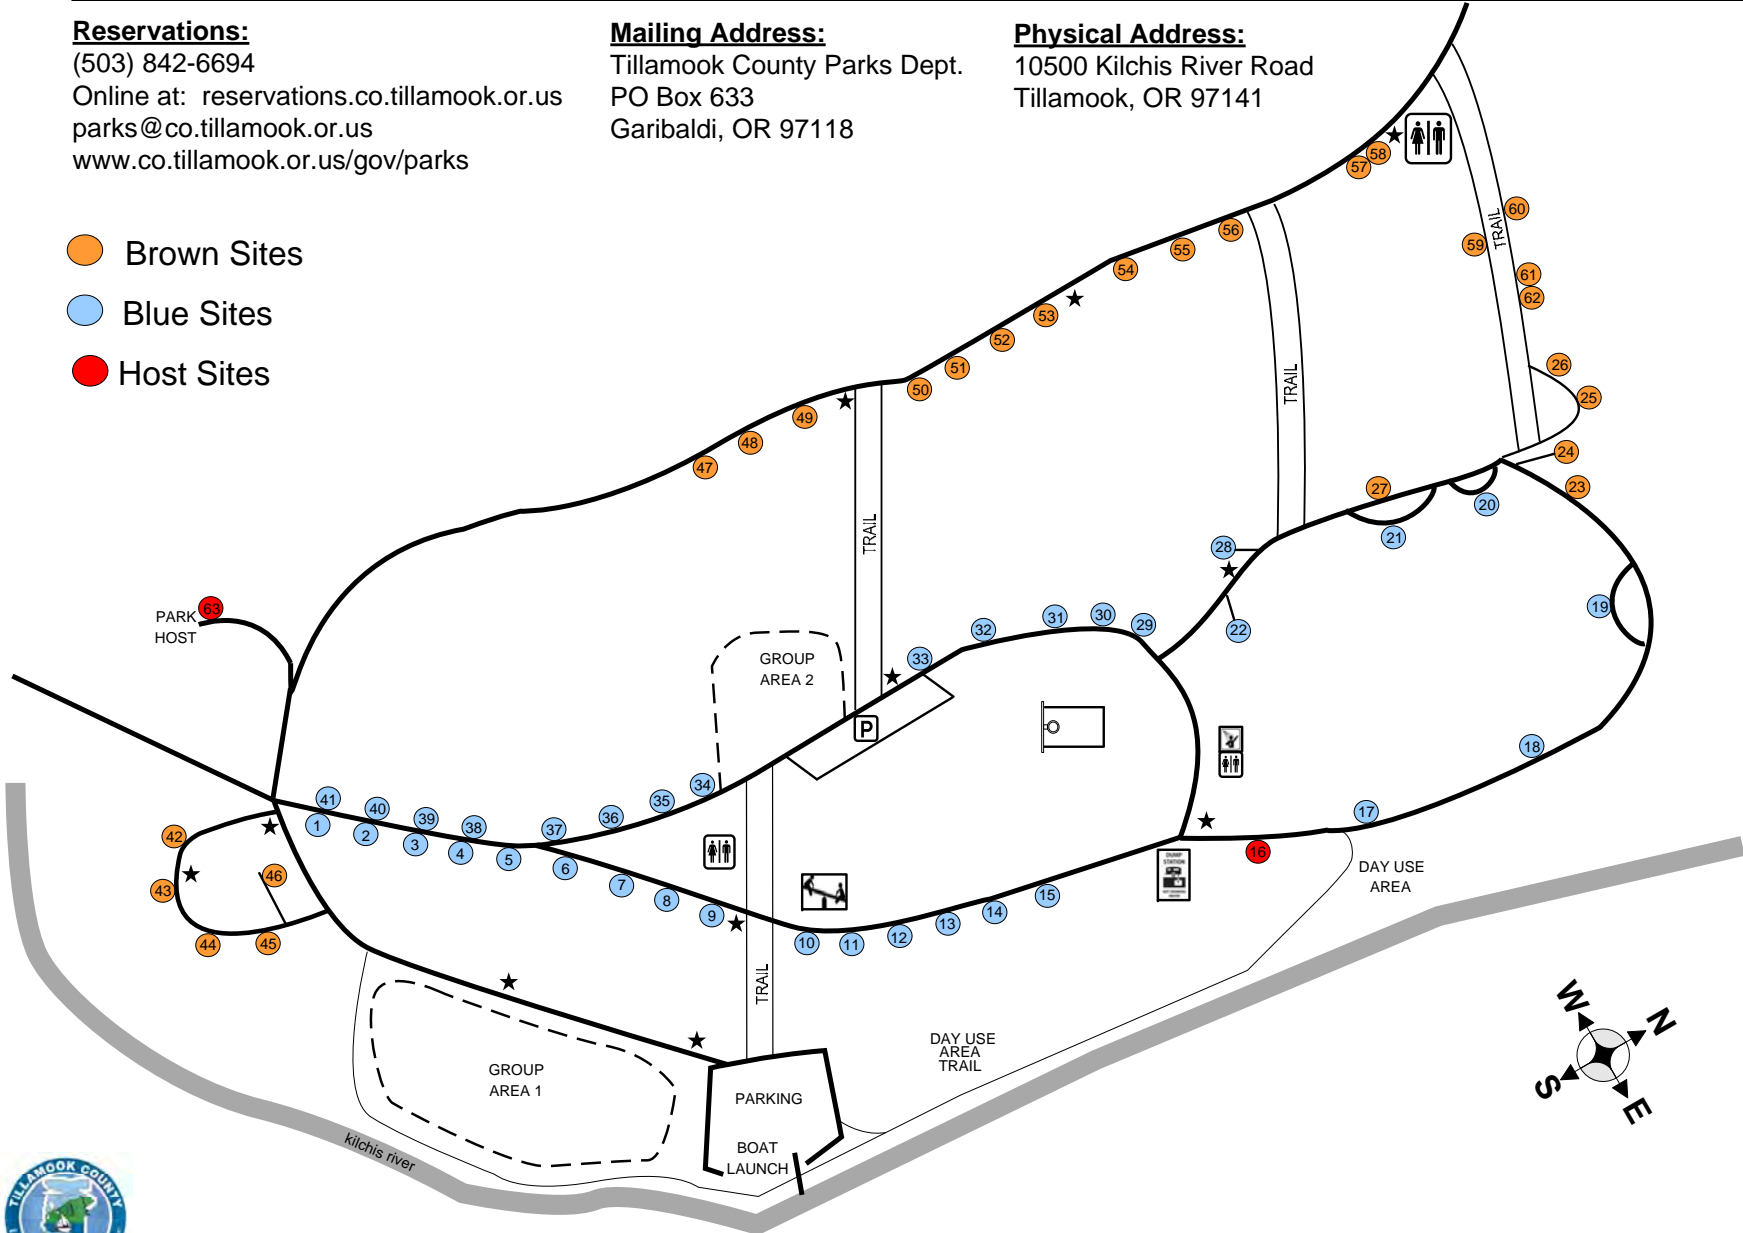 Reservations:
(503) 842-6694
Online at: reservations.co.tillamook.or.us
parks@co.tillamook.or.us
www.co.tillamook.or.us/gov/parks
Mailing Address:
Tillamook County Parks Dept.
PO Box 633
Garibaldi, OR 97118
Physical Address:
10500 Kilchis River Road
Tillamook, OR 97141
Brown Sites
Blue Sites
Host Sites
58
57
60
59
TRAIL
61
62
56
55
54
53
52
51
50
49
48
47
TRAIL
26
25
24
23
27
20
21
28
22
19
TRAIL
PARK
HOST
63
GROUP
AREA 2
33
32
31
30
29
P
18
17
16
DAY USE
AREA
41
40
39
38
37
36
35
34
1
2
3
4
5
6
7
8
9
10
11
12
13
14
15
DUMP
STATION
42
43
44
45
46
TRAIL
GROUP
AREA 1
PARKING
BOAT
LAUNCH
DAY USE
AREA
TRAIL
kilchis river
W
N
S
E
TILLAMOOK COUNTY